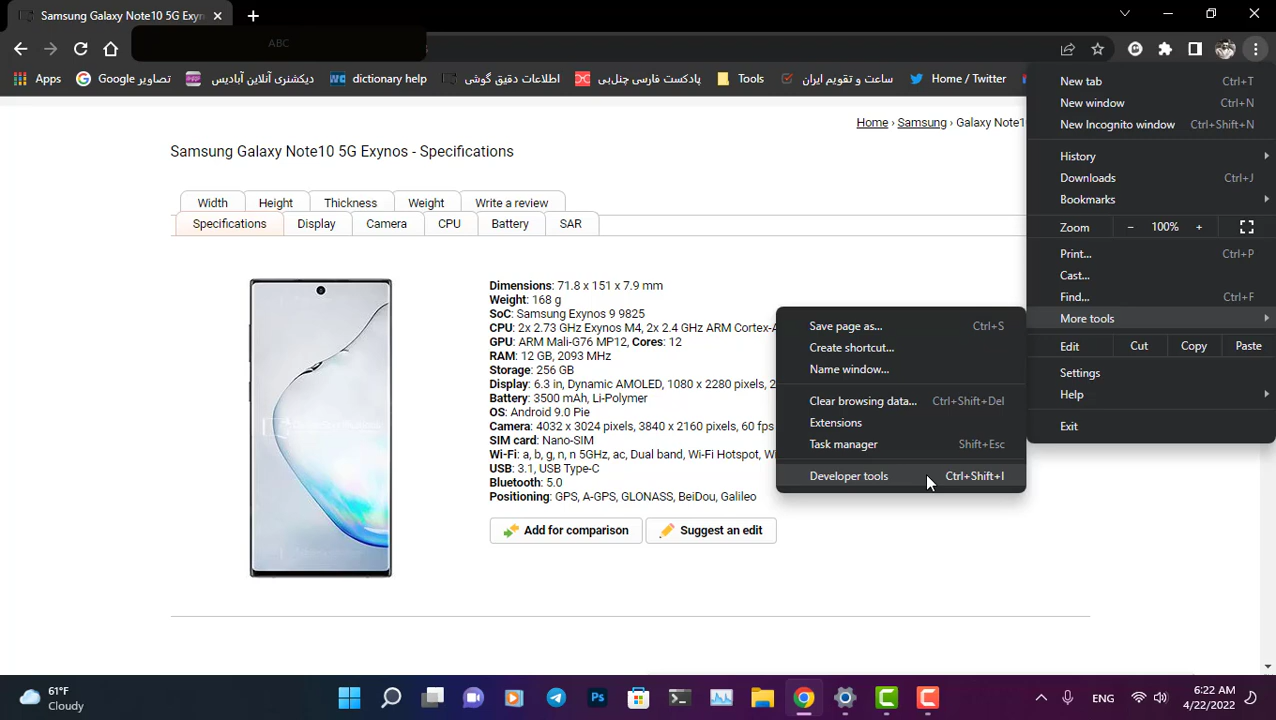 Samsung Galaxy Note10 5G Exyn
ABC
Apps
Google تصاویر
دیکشنری آنلاین آبادیس
dictionary help
اطلاعات دقیق گوشی
پادکست فارسی چنل‌بی
Tools
ساعت و تقویم ایران
Home / Twitter
Home › Samsung › Galaxy Note10
Samsung Galaxy Note10 5G Exynos - Specifications
Width Height Thickness Weight Write a review
Specifications Display Camera CPU Battery SAR
Dimensions: 71.8 x 151 x 7.9 mm
Weight: 168 g
SoC: Samsung Exynos 9 9825
CPU: 2x 2.73 GHz Exynos M4, 2x 2.4 GHz ARM Cortex-A
GPU: ARM Mali-G76 MP12, Cores: 12
RAM: 12 GB, 2093 MHz
Storage: 256 GB
Display: 6.3 in, Dynamic AMOLED, 1080 x 2280 pixels, 2
Battery: 3500 mAh, Li-Polymer
OS: Android 9.0 Pie
Camera: 4032 x 3024 pixels, 3840 x 2160 pixels, 60 fps
SIM card: Nano-SIM
Wi-Fi: a, b, g, n, n 5GHz, ac, Dual band, Wi-Fi Hotspot, Wi
USB: 3.1, USB Type-C
Bluetooth: 5.0
Positioning: GPS, A-GPS, GLONASS, BeiDou, Galileo
Add for comparison Suggest an edit
New tab Ctrl+T
New window Ctrl+N
New Incognito window Ctrl+Shift+N
History
Downloads Ctrl+J
Bookmarks
Zoom - 100% +
Print... Ctrl+P
Cast...
Find... Ctrl+F
More tools
Edit Cut Copy Paste
Settings
Help
Exit
Save page as... Ctrl+S
Create shortcut...
Name window...
Clear browsing data... Ctrl+Shift+Del
Extensions
Task manager Shift+Esc
Developer tools Ctrl+Shift+I
61°F
Cloudy
Ps
ENG
6:22 AM
4/22/2022